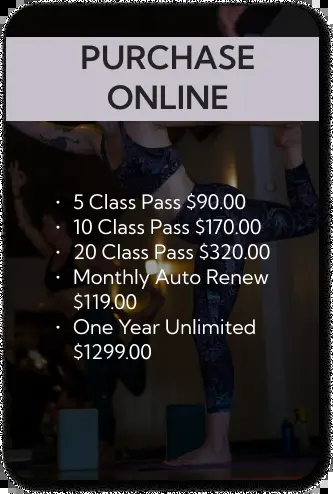 PURCHASE
ONLINE
• 5 Class Pass $90.00
• 10 Class Pass $170.00
• 20 Class Pass $320.00
• Monthly Auto Renew
$119.00
• One Year Unlimited
$1299.00